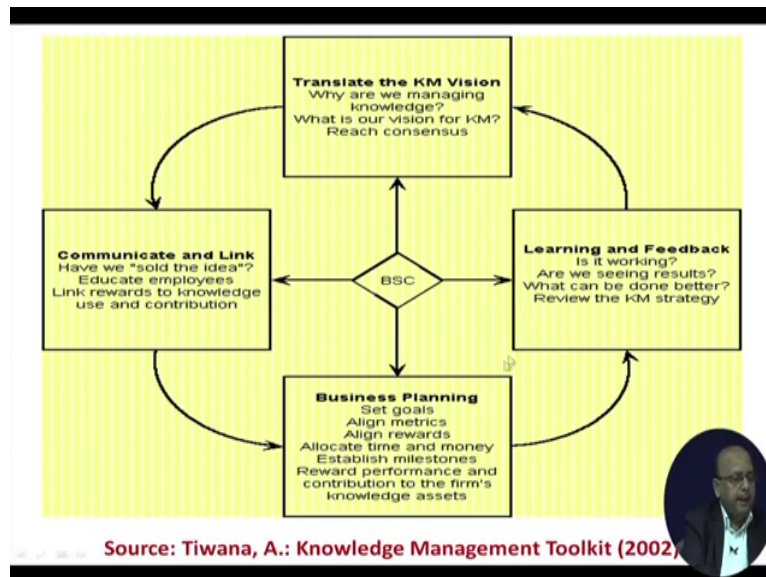 Translate the KM Vision
Why are we managing
knowledge?
What is our vision for KM?
Reach consensus
Communicate and Link
Have we "sold the idea"?
Educate employees
Link rewards to knowledge
use and contribution
BSC
Learning and Feedback
Is it working?
Are we seeing results?
What can be done better?
Review the KM strategy
Business Planning
Set goals
Align metrics
Align rewards
Allocate time and money
Establish milestones
Reward performance and
contribution to the firm's
knowledge assets
Source: Tiwana, A.: Knowledge Management Toolkit (2002)